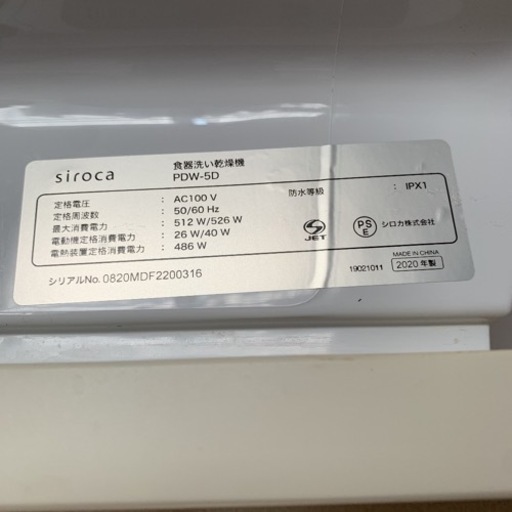 siroca
食器洗い乾燥機
PDW-5D
定格電圧 : AC100 V
定格周波数 : 50/60 Hz
最大消費電力 : 512 W/526 W
電動機定格消費電力 : 26 W/40 W
電熱装置定格消費電力 : 486 W
防水等級 : IPX1
S
JET
PS
E
シロカ株式会社
MADE IN CHINA
19021011
2020 年製
シリアルNo. 0820MDF2200316